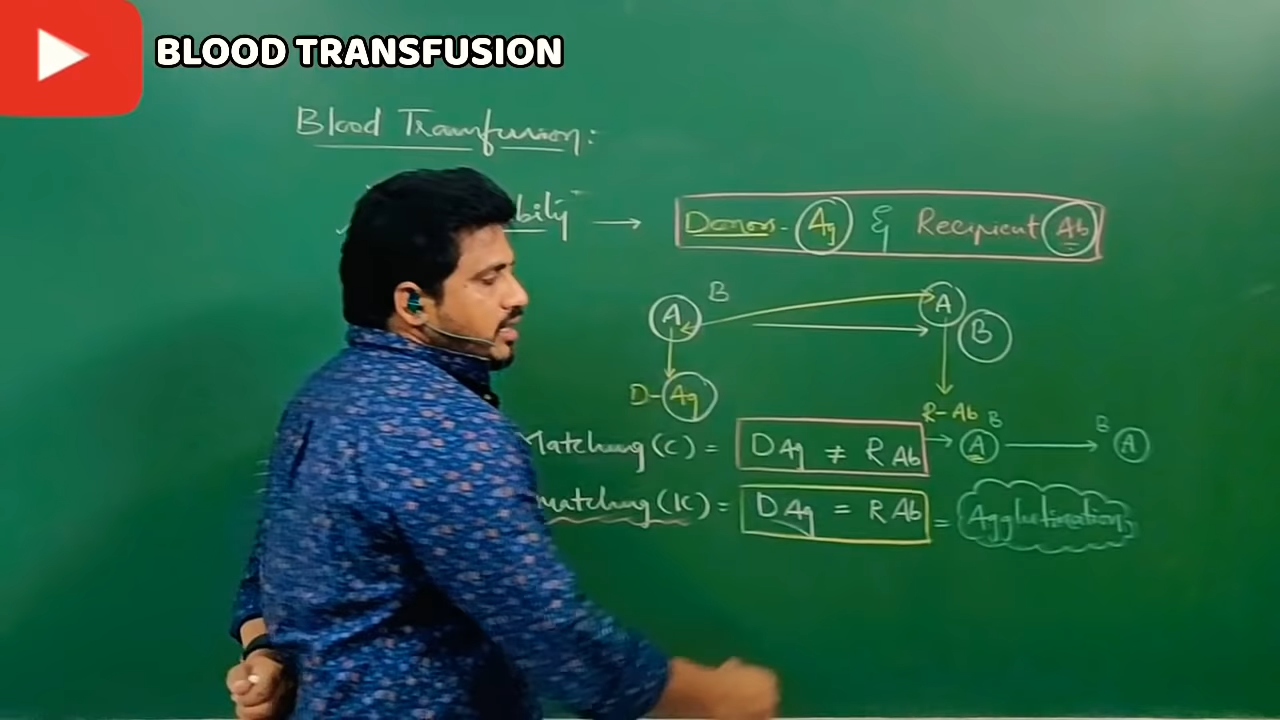 BLOOD TRANSFUSION
Blood Transfusion:
bility → Donor - Ag & Recipient Ab
A B → A B
D - Ag
R - Ab
Matching (C) = D Ag ≠ R Ab → A B → B A
matching (IC) = D Ag = R Ab = Agglutination